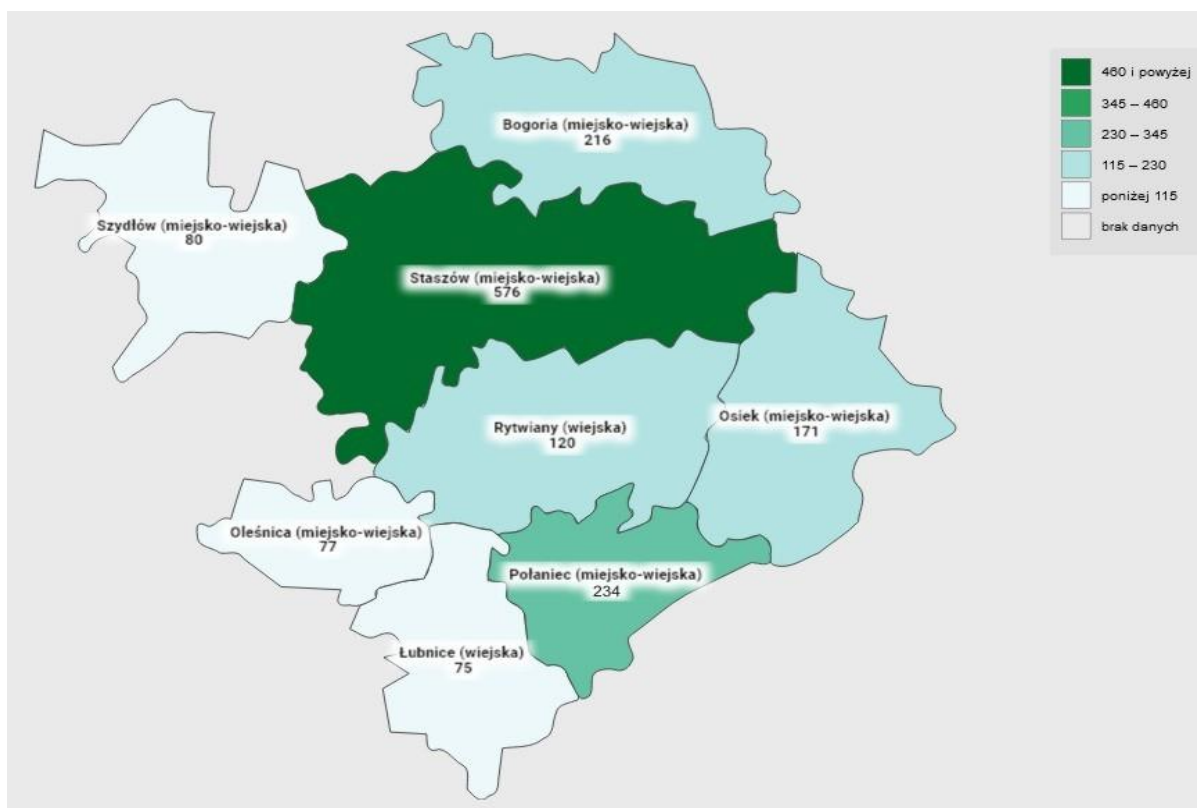 460 i powyżej
345 – 460
230 – 345
115 – 230
poniżej 115
brak danych
Bogoria (miejsko-wiejska)
216
Szydłów (miejsko-wiejska)
80
Staszów (miejsko-wiejska)
576
Osiek (miejsko-wiejska)
171
Rytwiany (wiejska)
120
Oleśnica (miejsko-wiejska)
77
Połaniec (miejsko-wiejska)
234
Łubnice (wiejska)
75